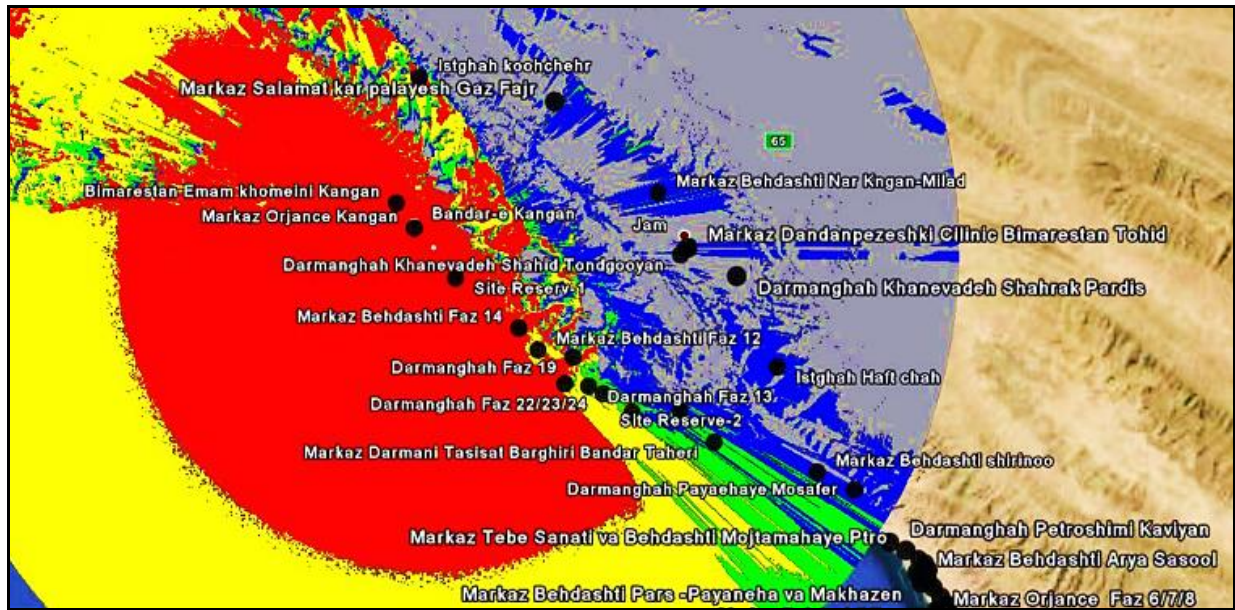 Istghah koohchehr
Markaz Salamat kar palayesh Gaz Fajr
65
Markaz Behdashti Nar Kngan-Milad
Bimarestan Emam khomeini Kangan
Markaz Orjance Kangan
Bandar-e Kangan
Jam
Markaz Dandanpezeshki Cilinic Bimarestan Tohid
Darmanghah Khanevadeh Shahid Tondgooyan
Site Reserv-1
Darmanghah Khanevadeh Shahrak Pardis
Markaz Behdashti Faz 14
Markaz Behdashti Faz 12
Darmanghah Faz 19
Istghah Haft chah
Darmanghah Faz 22/23/24
Darmanghah Faz 13
Site Reserve-2
Markaz Darmani Tasisat Barghiri Bandar Taheri
Markaz Behdashti shirinoo
Darmanghah Payaehaye Mosafer
Darmanghah Petroshimi Kaviyan
Markaz Tebe Sanati va Behdashti Mojtamahaye Ptro
Markaz Behdashti Arya Sasool
Markaz Behdashti Pars -Payaneha va Makhazen
Markaz Orjance Faz 6/7/8